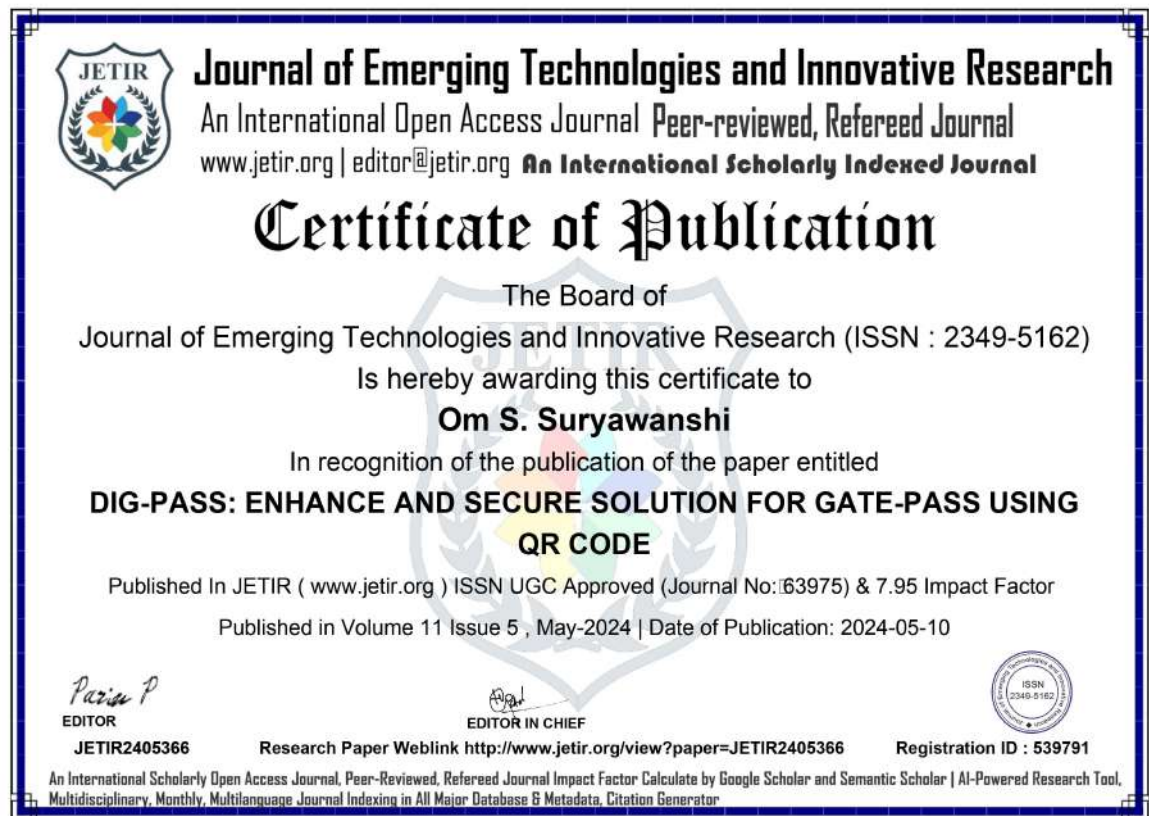 JETIR
Journal of Emerging Technologies and Innovative Research
An International Open Access Journal Peer-reviewed, Refereed Journal
www.jetir.org | editor@jetir.org An International Scholarly Indexed Journal
Certificate of Publication
The Board of
Journal of Emerging Technologies and Innovative Research (ISSN : 2349-5162)
Is hereby awarding this certificate to
Om S. Suryawanshi
In recognition of the publication of the paper entitled
DIG-PASS: ENHANCE AND SECURE SOLUTION FOR GATE-PASS USING
QR CODE
Published In JETIR ( www.jetir.org ) ISSN UGC Approved (Journal No: 63975) & 7.95 Impact Factor
Published in Volume 11 Issue 5 , May-2024 | Date of Publication: 2024-05-10
EDITOR
EDITOR IN CHIEF
Journal of Emerging Technologies and Innovative Research
ISSN
2349-5162
JETIR2405366 Research Paper Weblink http://www.jetir.org/view?paper=JETIR2405366 Registration ID : 539791
An International Scholarly Open Access Journal, Peer-Reviewed, Refereed Journal Impact Factor Calculate by Google Scholar and Semantic Scholar | AI-Powered Research Tool,
Multidisciplinary, Monthly, Multilanguage Journal Indexing in All Major Database & Metadata, Citation Generator